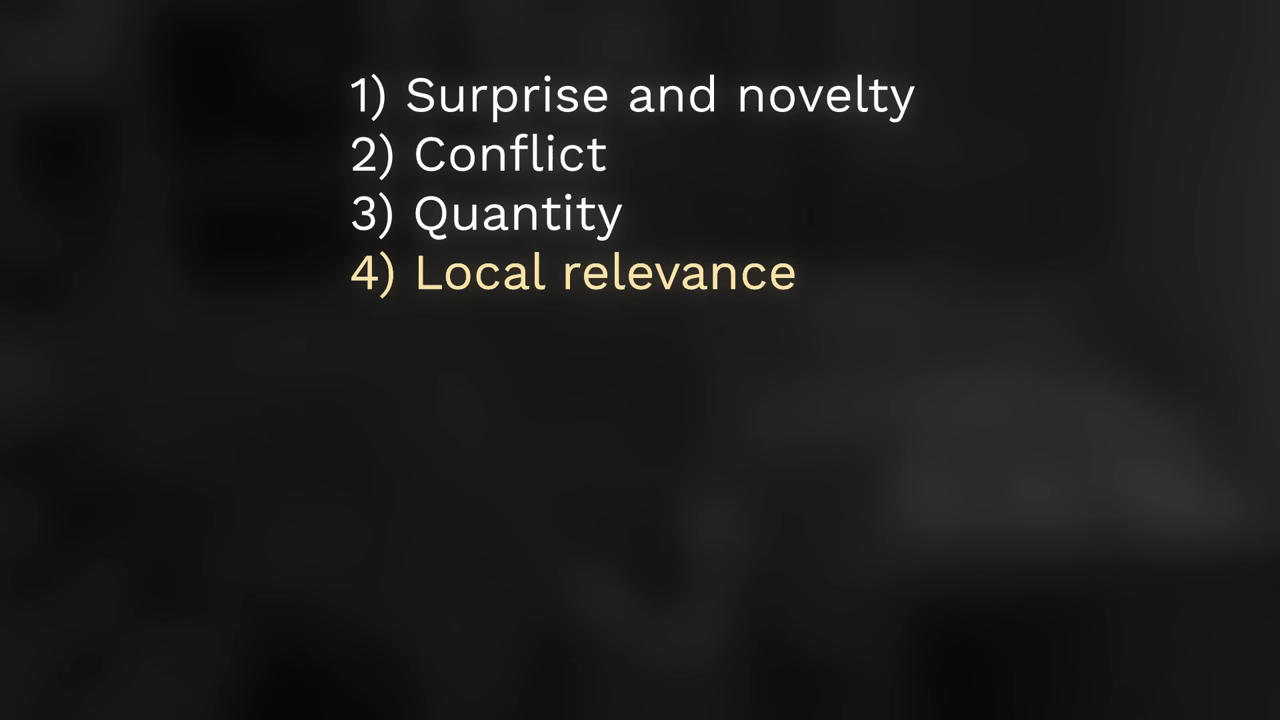 1) Surprise and novelty
2) Conflict
3) Quantity
4) Local relevance